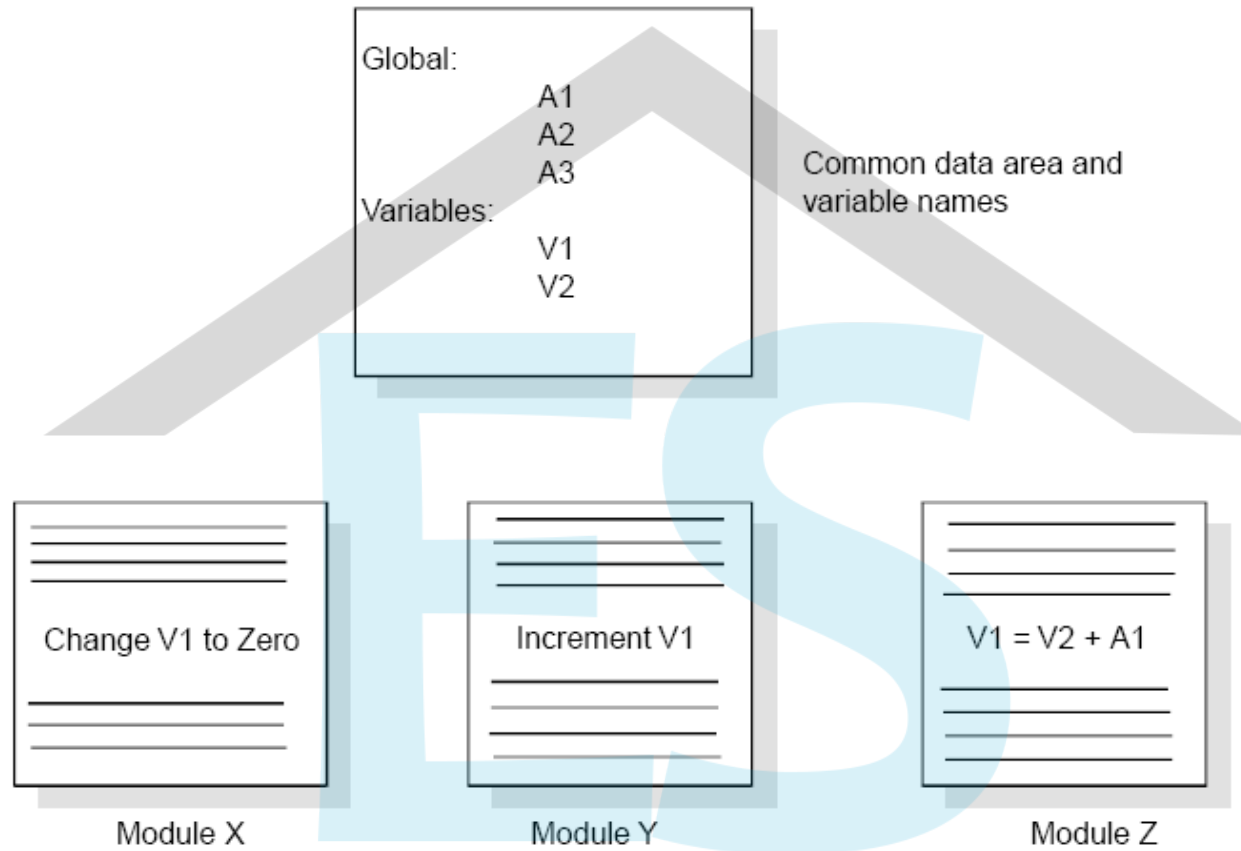 Global:
A1
A2
A3
Variables:
V1
V2
Common data area and
variable names
Change V1 to Zero
Increment V1
V1 = V2 + A1
Module X
Module Y
Module Z
ES